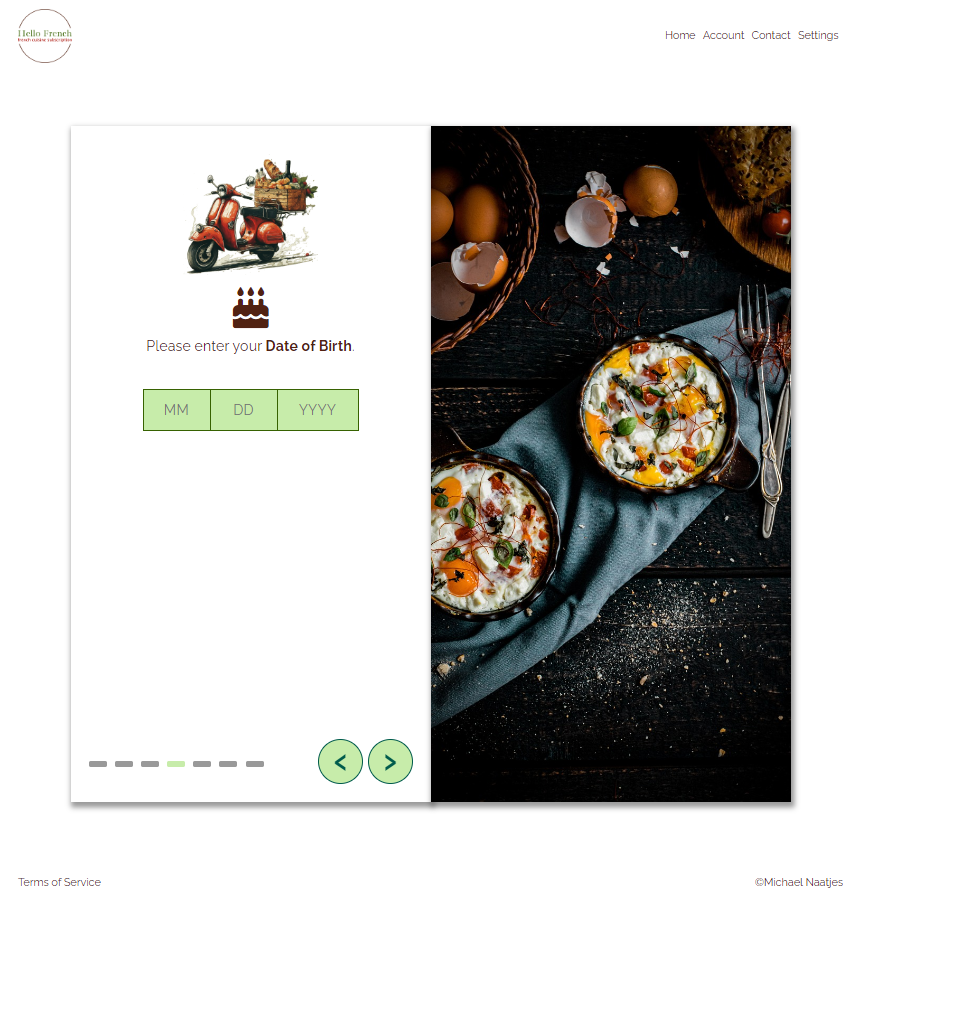 Hello French
french cuisine subscription
Home Account Contact Settings
Please enter your Date of Birth.
MM DD YYYY
< >
Terms of Service
©Michael Naatjes